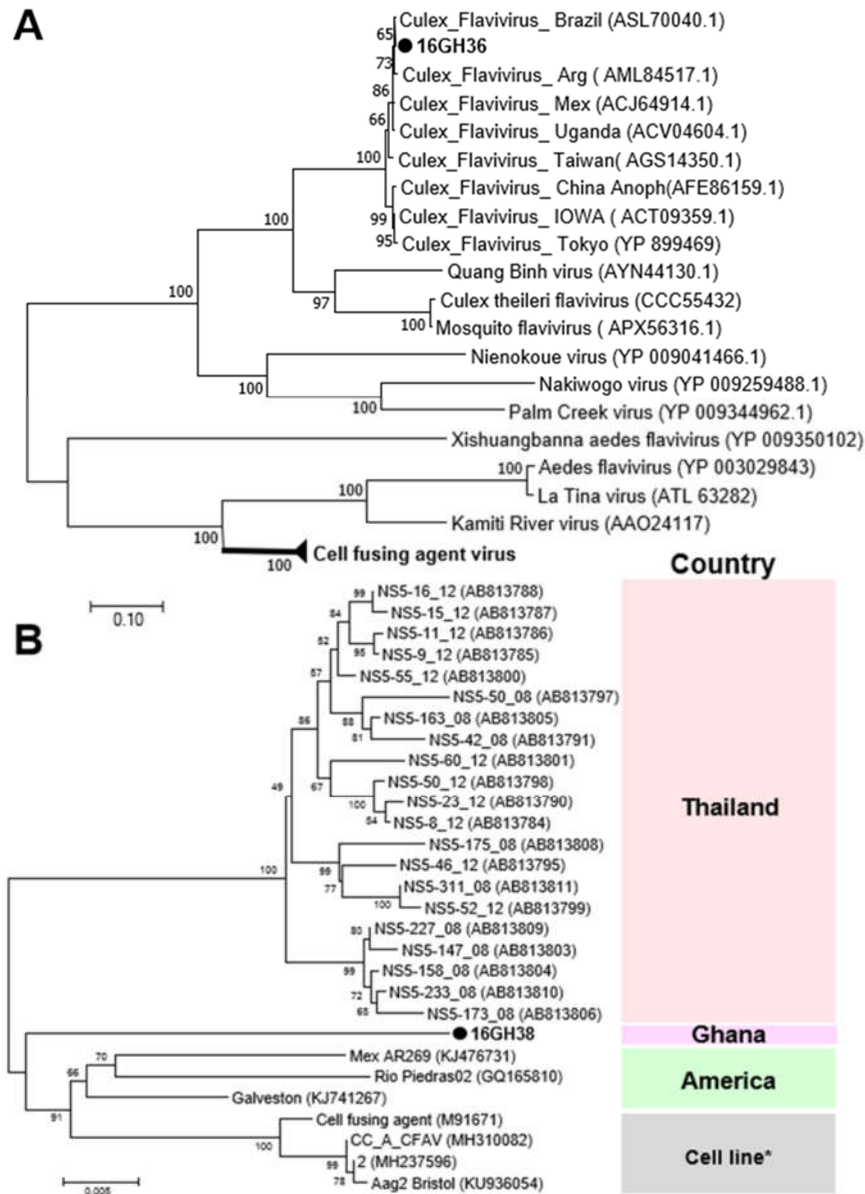 A
Culex_Flavivirus_ Brazil (ASL70040.1)
65
16GH36
73
Culex_Flavivirus_ Arg ( AML84517.1)
86
Culex_Flavivirus_ Mex (ACJ64914.1)
66
Culex_Flavivirus_ Uganda (ACV04604.1)
100
Culex_Flavivirus_ Taiwan( AGS14350.1)
Culex_Flavivirus_ China Anoph(AFE86159.1)
99
Culex_Flavivirus_ IOWA ( ACT09359.1)
95
Culex_Flavivirus_ Tokyo (YP 899469)
100
Quang Binh virus (AYN44130.1)
97
Culex theileri flavivirus (CCC55432)
100
Mosquito flavivirus ( APX56316.1)
100
Nienokoue virus (YP 009041466.1)
100
Nakiwogo virus (YP 009259488.1)
100
Palm Creek virus (YP 009344962.1)
Xishuangbanna aedes flavivirus (YP 009350102)
100
Aedes flavivirus (YP 003029843)
La Tina virus (ATL 63282)
100
Kamiti River virus (AAO24117)
100
Cell fusing agent virus
100
0.10
Country
B
99
NS5-16_12 (AB813788)
84
NS5-15_12 (AB813787)
NS5-11_12 (AB813786)
52
95
NS5-9_12 (AB813785)
57
NS5-55_12 (AB813800)
NS5-50_08 (AB813797)
88
NS5-163_08 (AB813805)
81
NS5-42_08 (AB813791)
86
NS5-60_12 (AB813801)
67
NS5-50_12 (AB813798)
100
NS5-23_12 (AB813790)
54
NS5-8_12 (AB813784)
49
NS5-175_08 (AB813808)
99
NS5-46_12 (AB813795)
77
NS5-311_08 (AB813811)
100
NS5-52_12 (AB813799)
100
80
NS5-227_08 (AB813809)
NS5-147_08 (AB813803)
99
NS5-158_08 (AB813804)
72
NS5-233_08 (AB813810)
65
NS5-173_08 (AB813806)
Thailand
16GH38
Ghana
70
Mex AR269 (KJ476731)
66
Rio Piedras02 (GQ165810)
Galveston (KJ741267)
America
91
Cell fusing agent (M91671)
100
CC_A_CFAV (MH310082)
99
2 (MH237596)
78
Aag2 Bristol (KU936054)
Cell line*
0.005